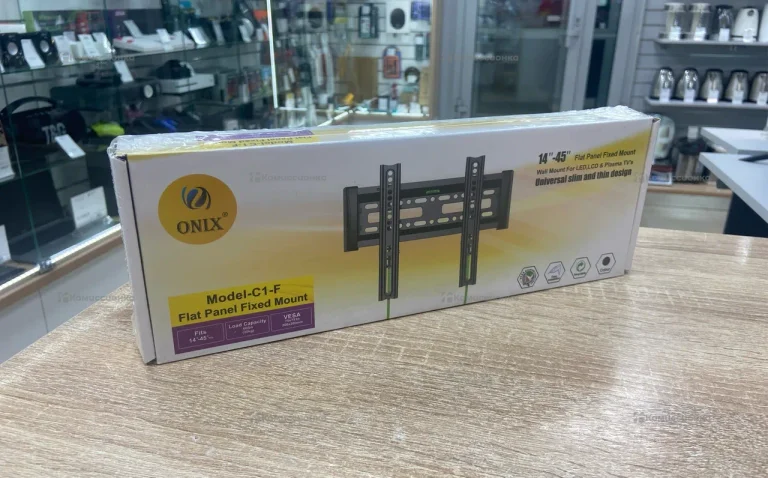 ONIX®
14"-45" Flat Panel Fixed Mount
Wall Mount For LED,LCD & Plasma TV's
Universal slim and thin design
Model-C1-F
Flat Panel Fixed Mount
Fits
14"-45"
Load Capacity
VESA
Комиссионка